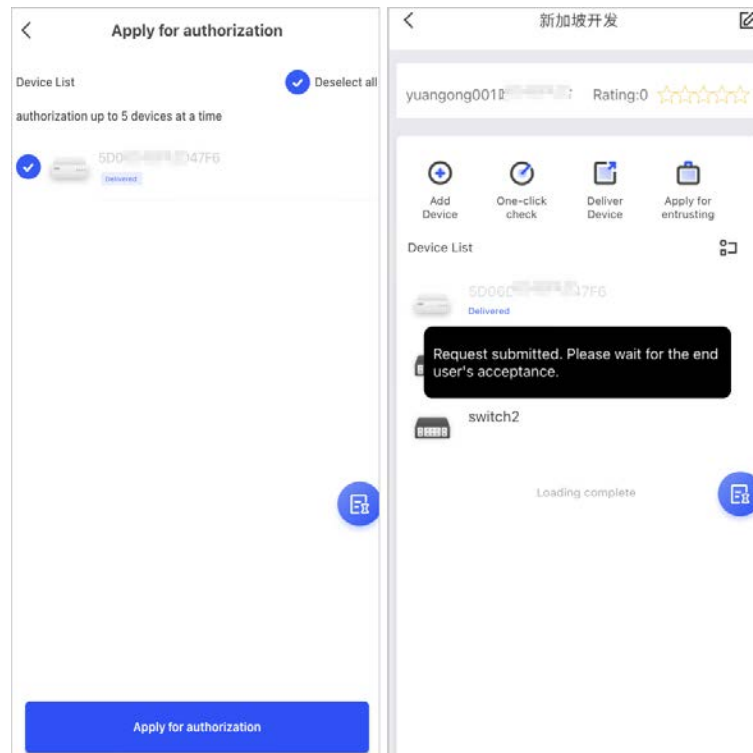 Apply for authorization
Device List
Deselect all
authorization up to 5 devices at a time
Delivered
Apply for authorization
新加坡开发
yuangong001
Rating:0
Add Device
One-click check
Deliver Device
Apply for entrusting
Device List
Delivered
Request submitted. Please wait for the end
user's acceptance.
switch2
Loading complete